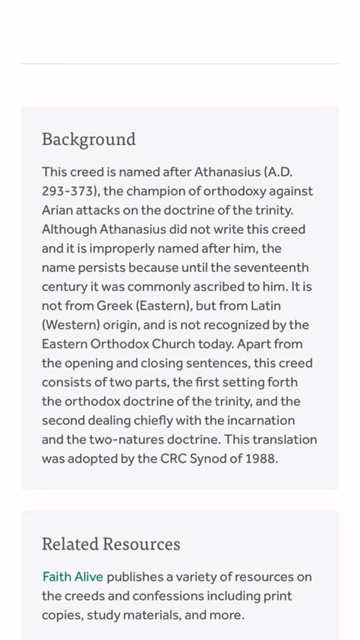 Background
This creed is named after Athanasius (A.D.
293-373), the champion of orthodoxy against
Arian attacks on the doctrine of the trinity.
Although Athanasius did not write this creed
and it is improperly named after him, the
name persists because until the seventeenth
century it was commonly ascribed to him. It is
not from Greek (Eastern), but from Latin
(Western) origin, and is not recognized by the
Eastern Orthodox Church today. Apart from
the opening and closing sentences, this creed
consists of two parts, the first setting forth
the orthodox doctrine of the trinity, and the
second dealing chiefly with the incarnation
and the two-natures doctrine. This translation
was adopted by the CRC Synod of 1988.
Related Resources
Faith Alive publishes a variety of resources on
the creeds and confessions including print
copies, study materials, and more.